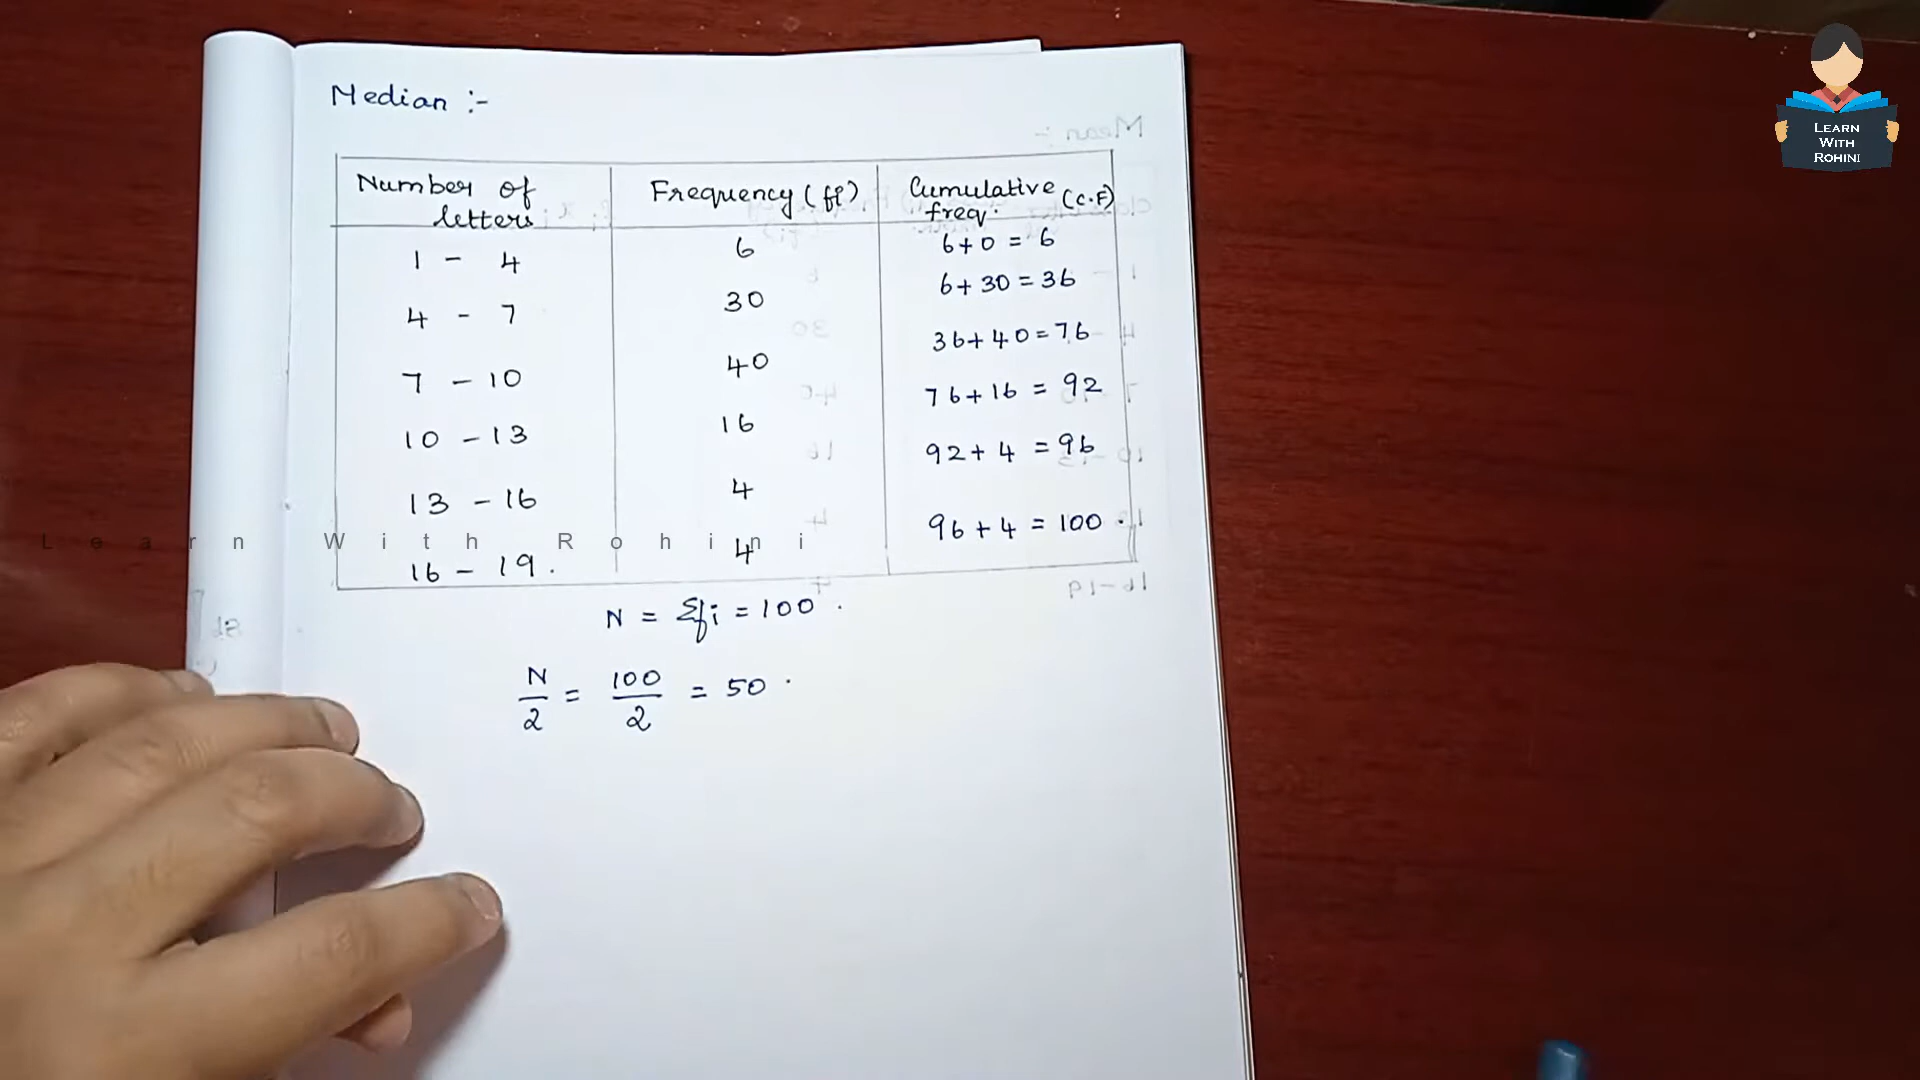 Median :-
Number of letters Frequency (fi) Cumulative freq. (C.F)
1 - 4 6 6+0 = 6
4 - 7 30 6+30 = 36
7 - 10 40 36+40 = 76
10 - 13 16 76+16 = 92
13 - 16 4 92+4 = 96
16 - 19. 4 96+4 = 100.
N = Σfi = 100.
N/2 = 100/2 = 50.
Learn With Rohini
LEARN
WITH
ROHINI